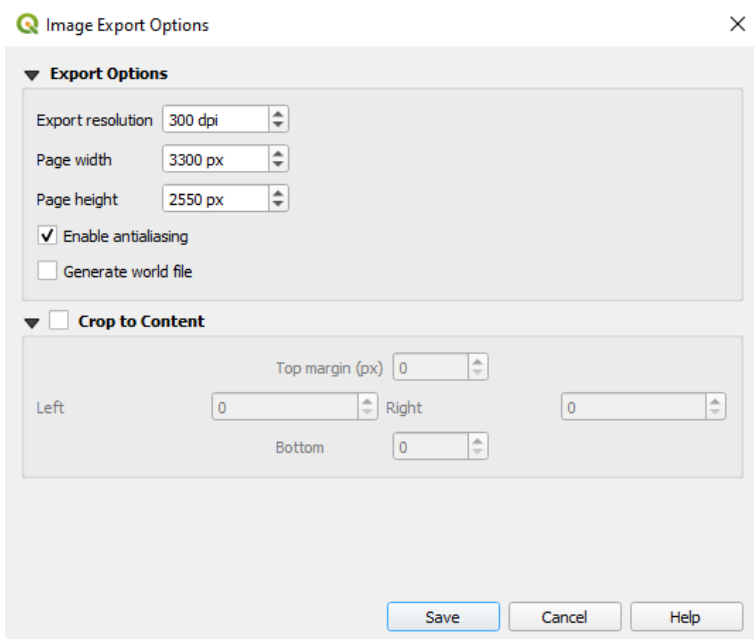 Image Export Options
Export Options
Export resolution 300 dpi
Page width 3300 px
Page height 2550 px
Enable antialiasing
Generate world file
Crop to Content
Top margin (px) 0
Left 0 Right 0
Bottom 0
Save Cancel Help